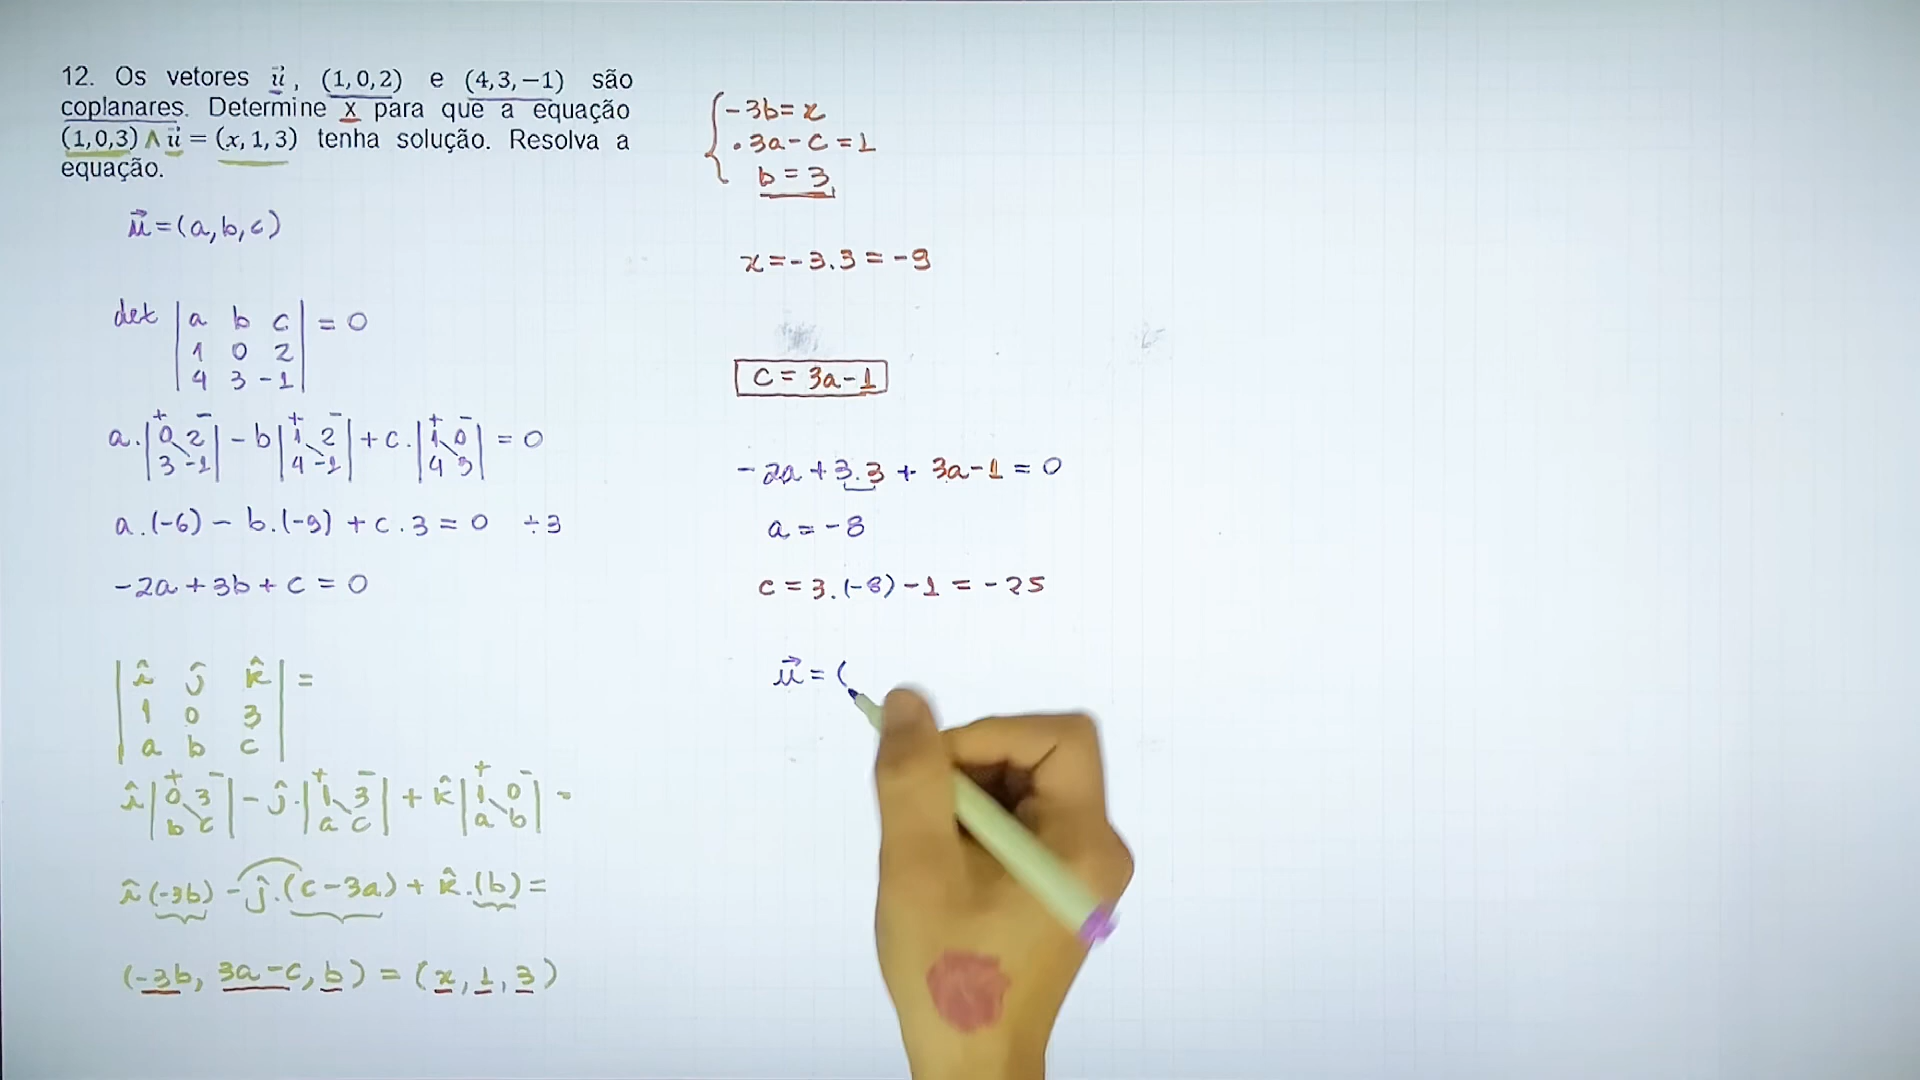 12. Os vetores u⃗, (1,0,2) e (4,3,−1) são
coplanares. Determine x para que a equação
(1,0,3) ∧ u⃗ = (x,1,3) tenha solução. Resolva a
equação.
u⃗ = (a,b,c)
det |a b c| = 0
|1 0 2|
|4 3 -1|
+ - + - + -
a.|0 2| - b|1 2| + c.|1 0| = 0
|3 -1| |4 -1| |4 3|
a.(-6) - b.(-9) + c.3 = 0 ÷3
-2a + 3b + c = 0
|î ĵ k̂| =
|1 0 3|
|a b c|
+ - + - + -
î|0 3| - ĵ.|1 3| + k̂|1 0| =
|b c| |a c| |a b|
î(-3b) - ĵ.(c-3a) + k̂.(b) =
(-3b, 3a-c, b) = (x, 1, 3)
{ -3b = x
3a - c = 1
b = 3
x = -3.3 = -9
c = 3a-1
-2a + 3.3 + 3a-1 = 0
a = -8
c = 3.(-8) - 1 = -25
u⃗ = (